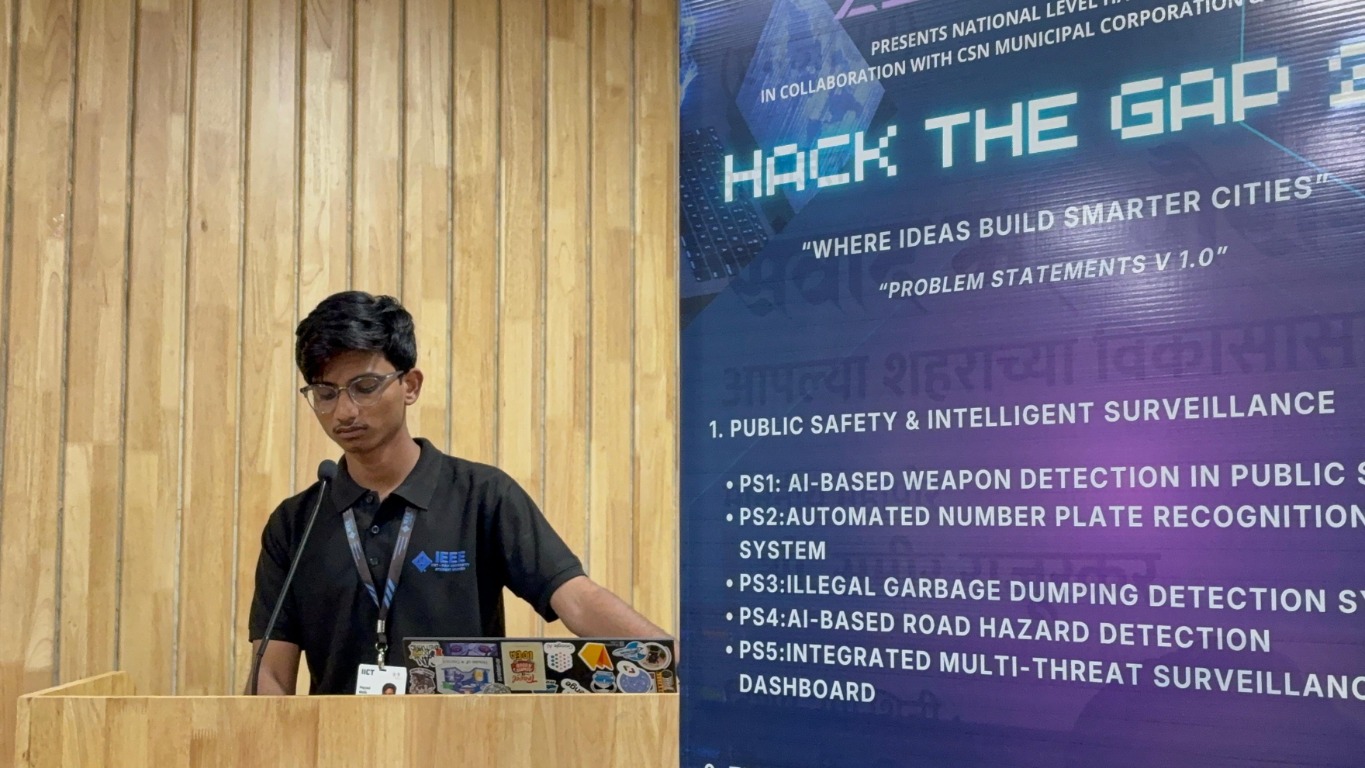 PRESENTS NATIONAL LEVEL
IN COLLABORATION WITH CSN MUNICIPAL CORPORATION &
HACK THE GAP
“WHERE IDEAS BUILD SMARTER CITIES”
“PROBLEM STATEMENTS V 1.0”
आपल्या शहराच्या
1. PUBLIC SAFETY & INTELLIGENT SURVEILLANCE
• PS1: AI-BASED WEAPON DETECTION IN PUBLIC
• PS2:AUTOMATED NUMBER PLATE RECOGNITION
SYSTEM
• PS3:ILLEGAL GARBAGE DUMPING DETECTION
• PS4:AI-BASED ROAD HAZARD DETECTION
• PS5:INTEGRATED MULTI-THREAT
DASHBOARD
IEEE
IICT